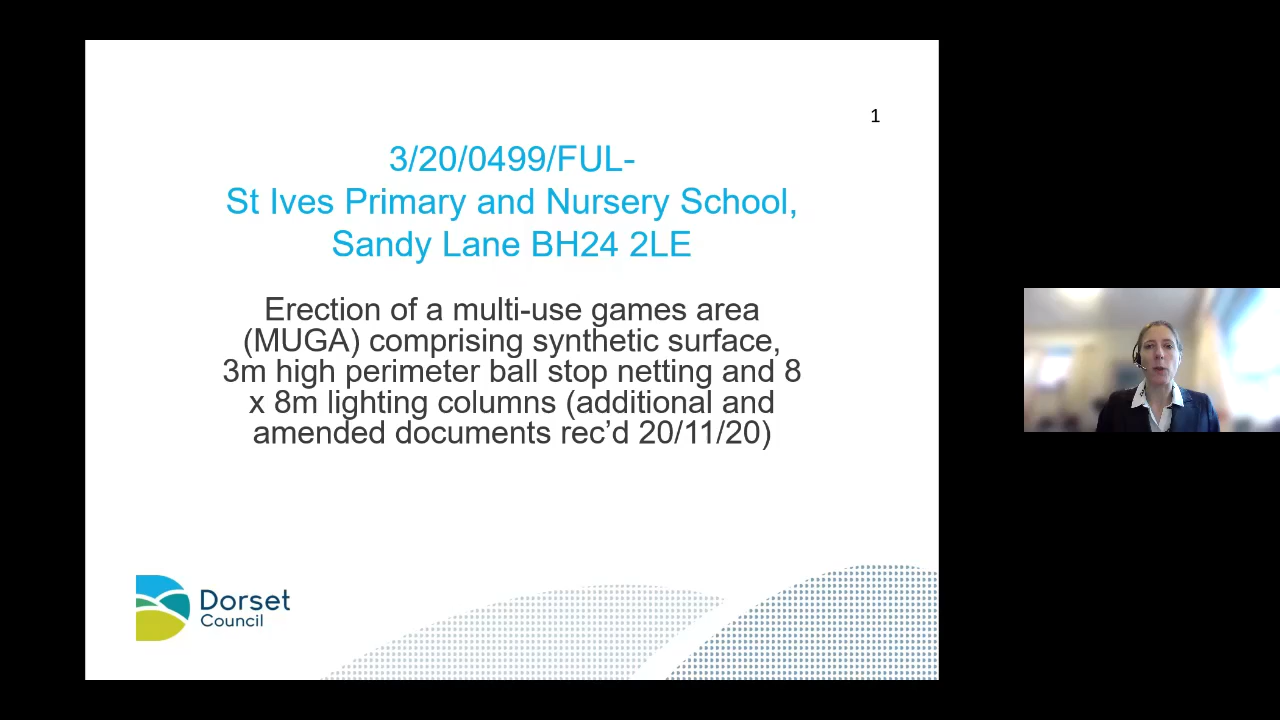 1
3/20/0499/FUL-
St Ives Primary and Nursery School,
Sandy Lane BH24 2LE
Erection of a multi-use games area
(MUGA) comprising synthetic surface,
3m high perimeter ball stop netting and 8
x 8m lighting columns (additional and
amended documents rec’d 20/11/20)
Dorset
Council